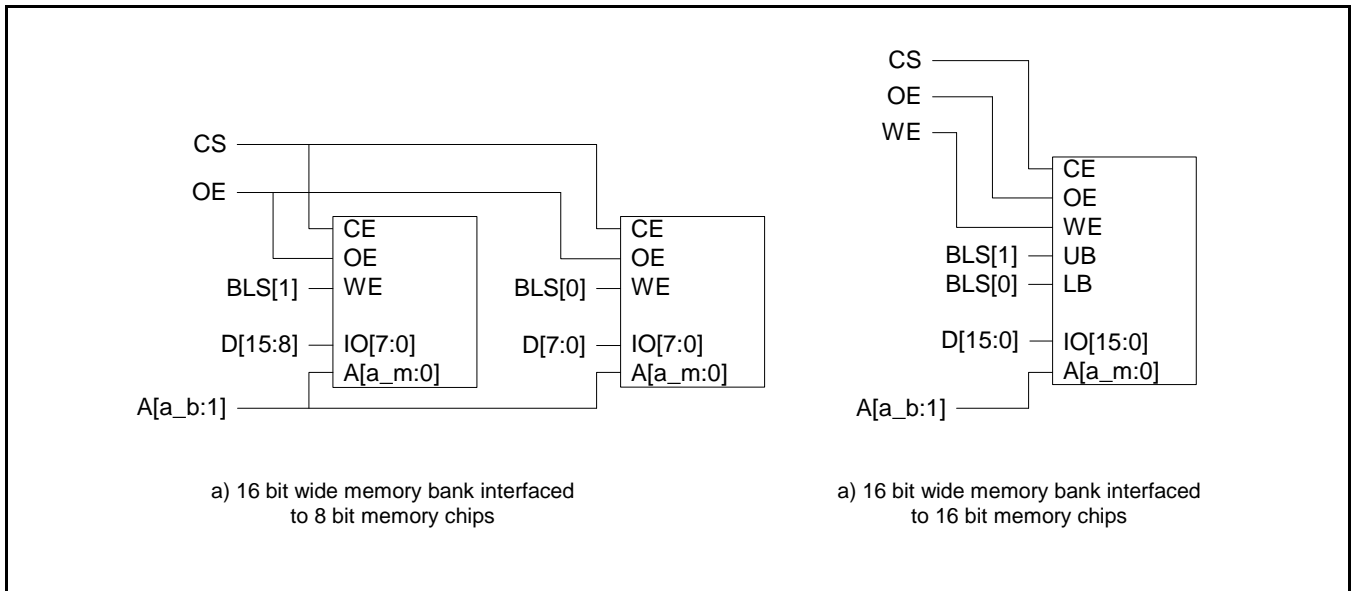 CS
OE
CE
OE
BLS[1]
WE
D[15:8]
IO[7:0]
A[a_m:0]
CE
OE
BLS[0]
WE
D[7:0]
IO[7:0]
A[a_m:0]
A[a_b:1]
a) 16 bit wide memory bank interfaced
to 8 bit memory chips
CS
OE
WE
CE
OE
WE
BLS[1]
UB
BLS[0]
LB
D[15:0]
IO[15:0]
A[a_m:0]
A[a_b:1]
a) 16 bit wide memory bank interfaced
to 16 bit memory chips